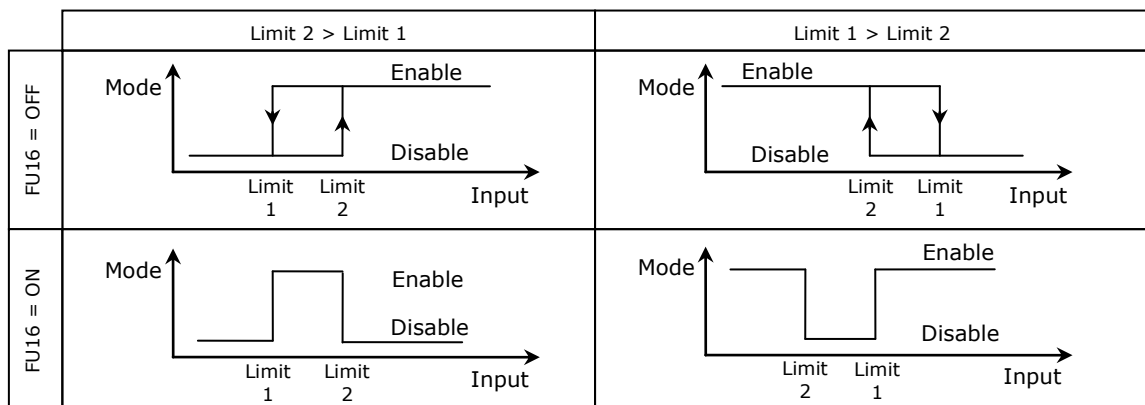 Limit 2 > Limit 1
Limit 1 > Limit 2
FU16 = OFF
Mode
Enable
Disable
Limit
1
Limit
2
Input
Mode
Enable
Disable
Limit
2
Limit
1
Input
FU16 = ON
Mode
Enable
Disable
Limit
1
Limit
2
Input
Mode
Enable
Disable
Limit
2
Limit
1
Input